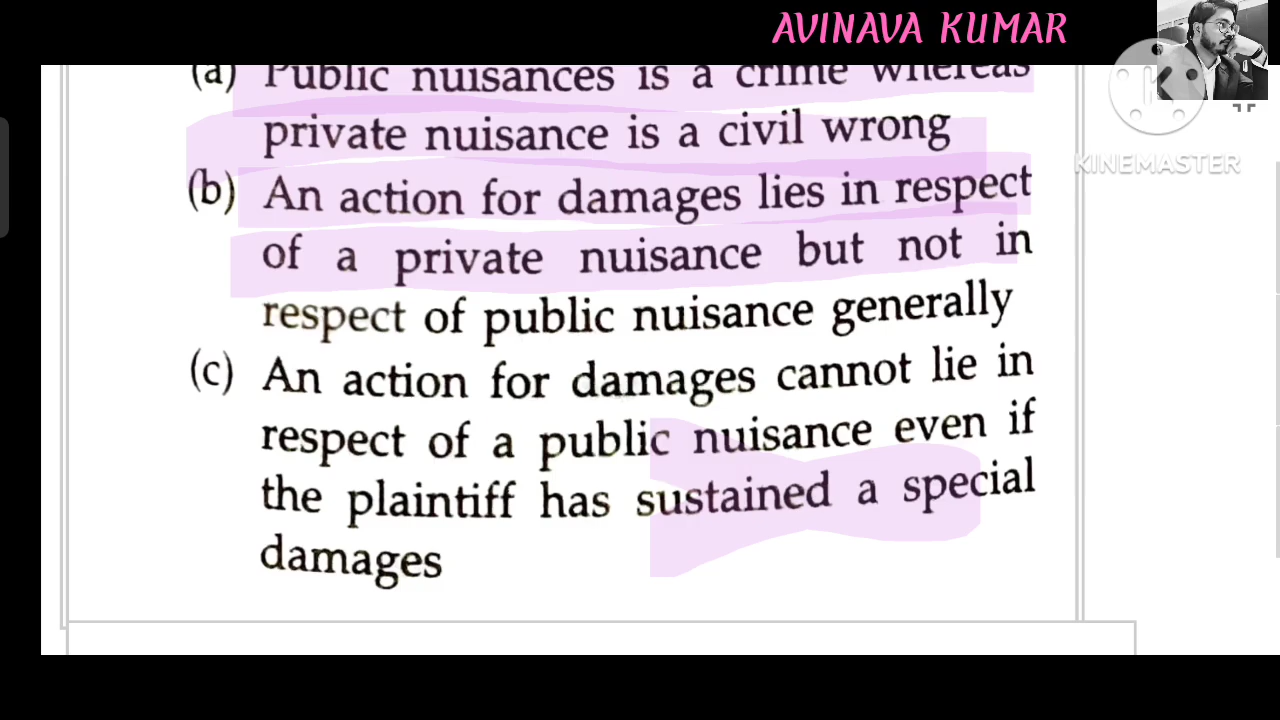 AVINAVA KUMAR
(a) Public nuisances is a crime whereas
private nuisance is a civil wrong
KINEMASTER
(b) An action for damages lies in respect
of a private nuisance but not in
respect of public nuisance generally
(c) An action for damages cannot lie in
respect of a public nuisance even if
the plaintiff has sustained a special
damages